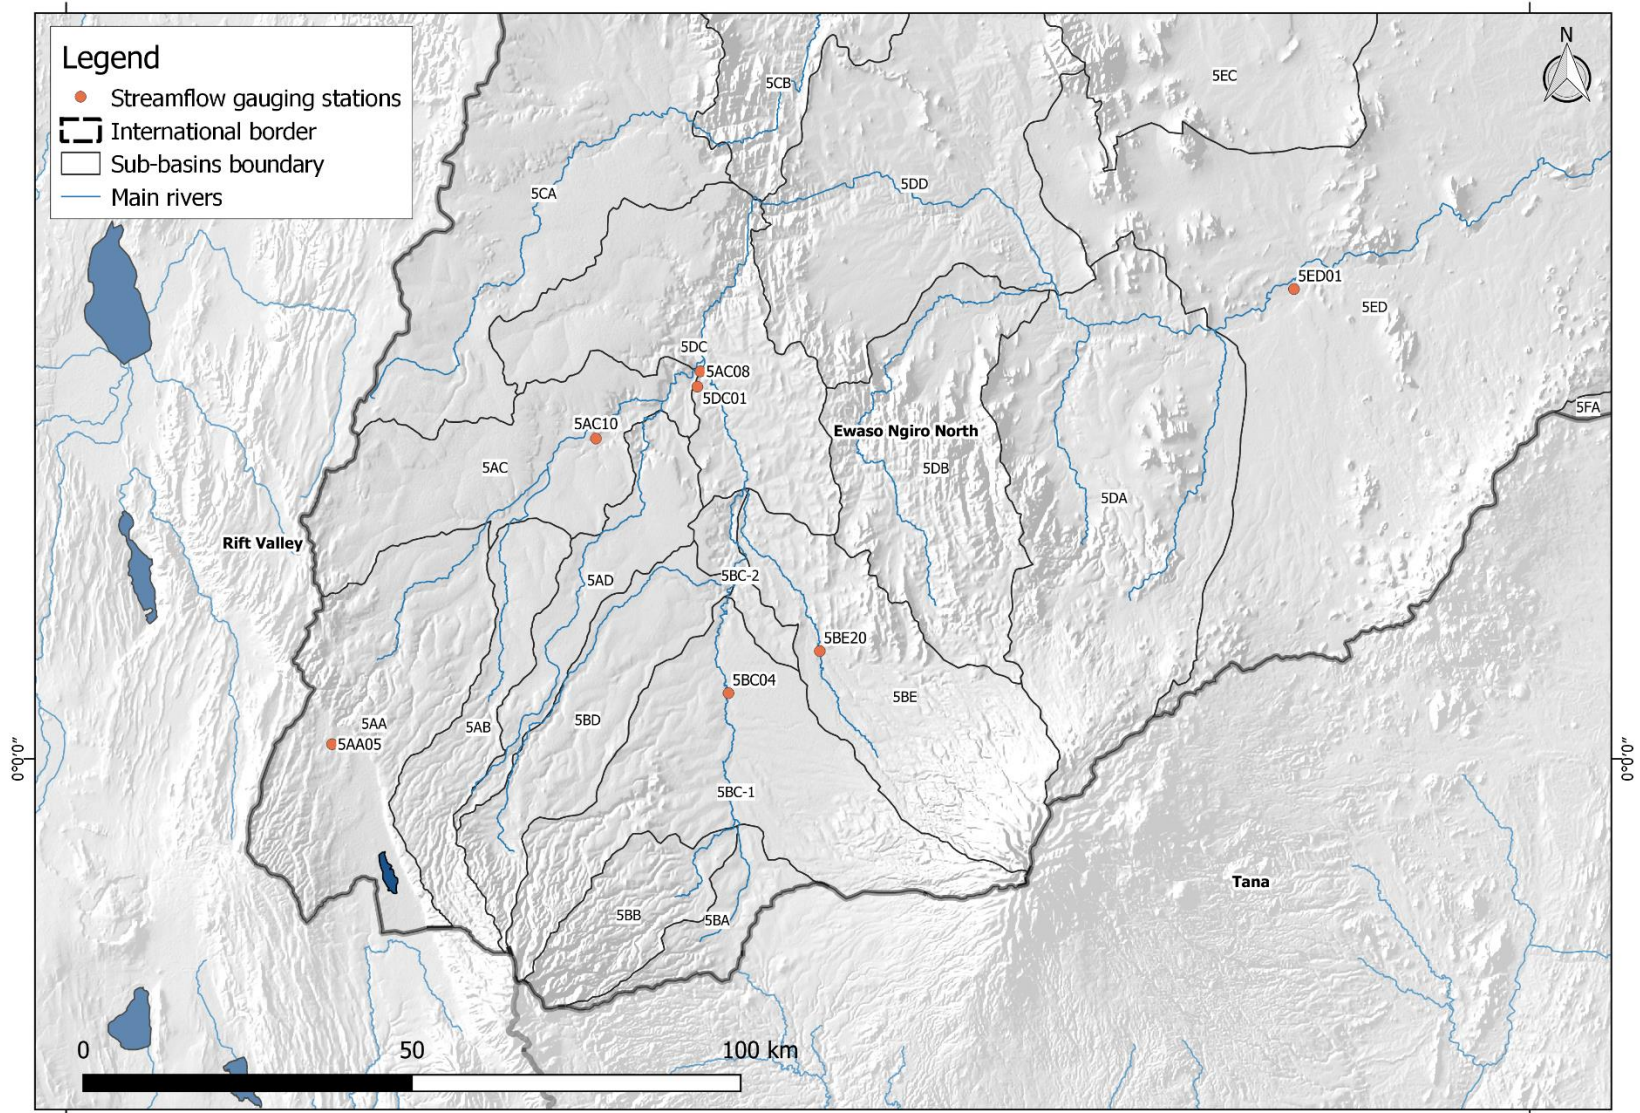 Legend
Streamflow gauging stations
International border
Sub-basins boundary
Main rivers
N
5CB
5EC
5CA
5DD
5ED01
5ED
5DC
5AC08
5DC01
5FA
5AC10
Ewaso Ngiro North
5AC
5DB
5DA
Rift Valley
5AD
5BC-2
5BE20
5BC04
5BE
5AA
5AB
5BD
5AA05
0°0'0"
0°0'0"
5BC-1
Tana
5BB
5BA
0
50
100 km